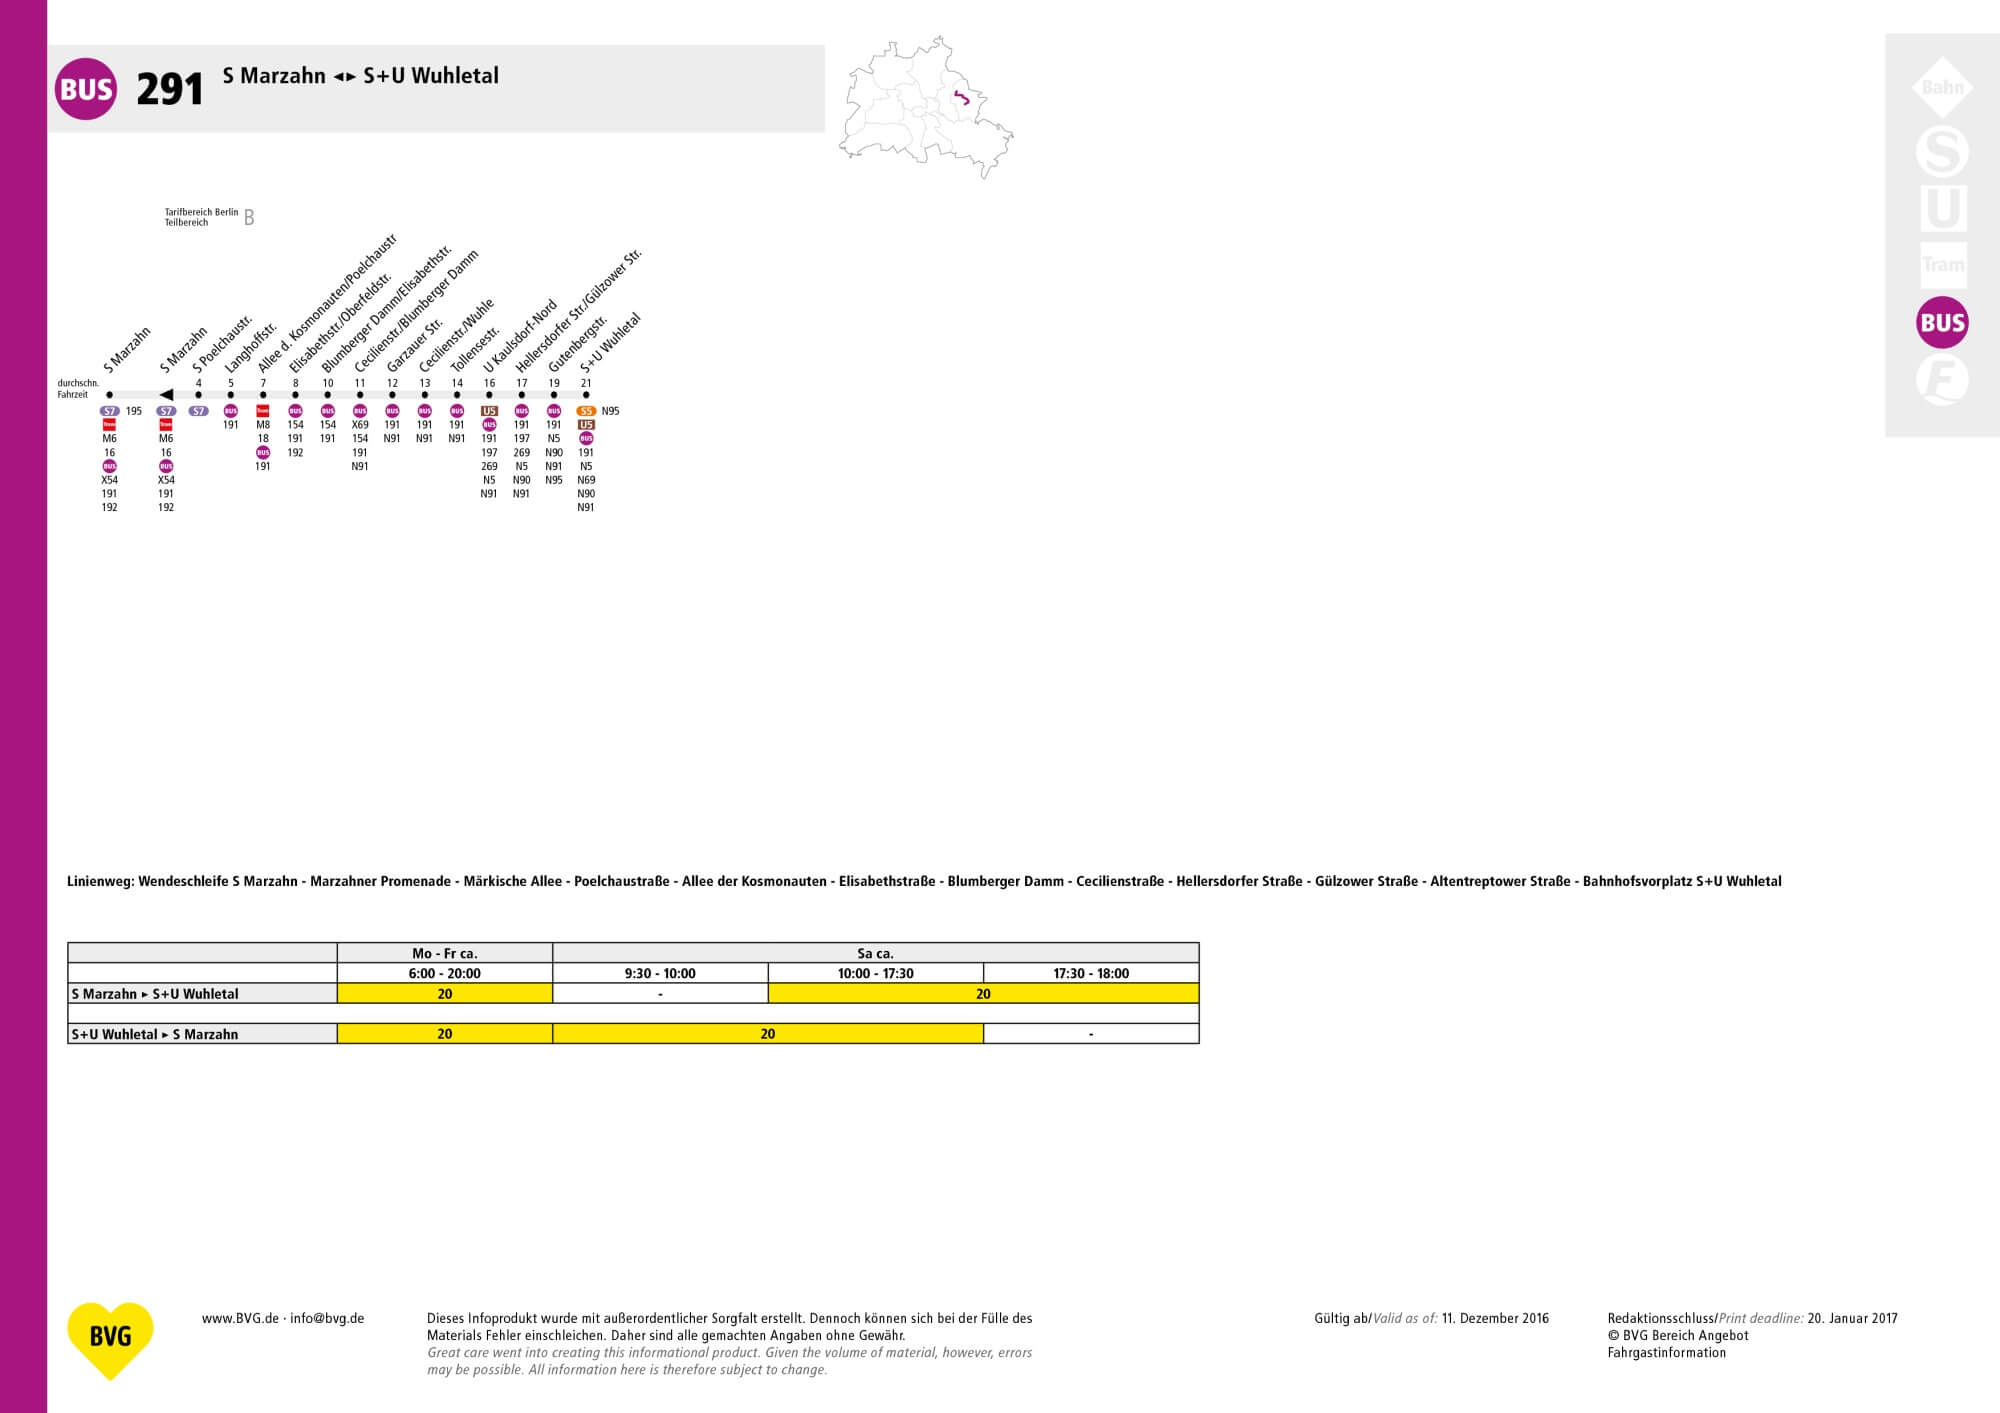 BUS 291 S Marzahn ◄► S+U Wuhletal
Bahn
S
U
Tram
BUS
F
Tarifbereich Berlin B
Teilbereich
S Marzahn
S Marzahn
S Poelchaustr.
Langhoffstr.
Allee d. Kosmonauten/Poelchaustr
Elisabethstr./Oberfeldstr.
Blumberger Damm/Elisabethstr.
Cecilienstr./Blumberger Damm
Garzauer Str.
Cecilienstr./Wuhle
Tollensestr.
U Kaulsdorf-Nord
Hellersdorfer Str./Gülzower Str.
Gutenbergstr.
S+U Wuhletal
durchschn. 4 5 7 8 10 11 12 13 14 16 17 19 21
Fahrzeit
S7 195 S7 S7 BUS Tram BUS BUS BUS BUS BUS BUS U5 BUS BUS S5 N95
Tram Tram 191 M8 154 154 X69 191 191 191 BUS 191 191 U5
M6 M6 18 191 191 154 N91 N91 N91 191 197 N5 BUS
16 16 BUS 192 191 197 269 N90 191
BUS BUS 191 N91 269 N5 N91 N5
X54 X54 N5 N90 N95 N69
191 191 N91 N91 N90
192 192 N91
Linienweg: Wendeschleife S Marzahn - Marzahner Promenade - Märkische Allee - Poelchaustraße - Allee der Kosmonauten - Elisabethstraße - Blumberger Damm - Cecilienstraße - Hellersdorfer Straße - Gülzower Straße - Altentreptower Straße - Bahnhofsvorplatz S+U Wuhletal
Mo - Fr ca. Sa ca.
6:00 - 20:00 9:30 - 10:00 10:00 - 17:30 17:30 - 18:00
S Marzahn ► S+U Wuhletal 20 - 20
S+U Wuhletal ► S Marzahn 20 20 -
BVG
www.BVG.de · info@bvg.de
Dieses Infoprodukt wurde mit außerordentlicher Sorgfalt erstellt. Dennoch können sich bei der Fülle des
Materials Fehler einschleichen. Daher sind alle gemachten Angaben ohne Gewähr.
Great care went into creating this informational product. Given the volume of material, however, errors
may be possible. All information here is therefore subject to change.
Gültig ab/Valid as of: 11. Dezember 2016
Redaktionsschluss/Print deadline: 20. Januar 2017
© BVG Bereich Angebot
Fahrgastinformation